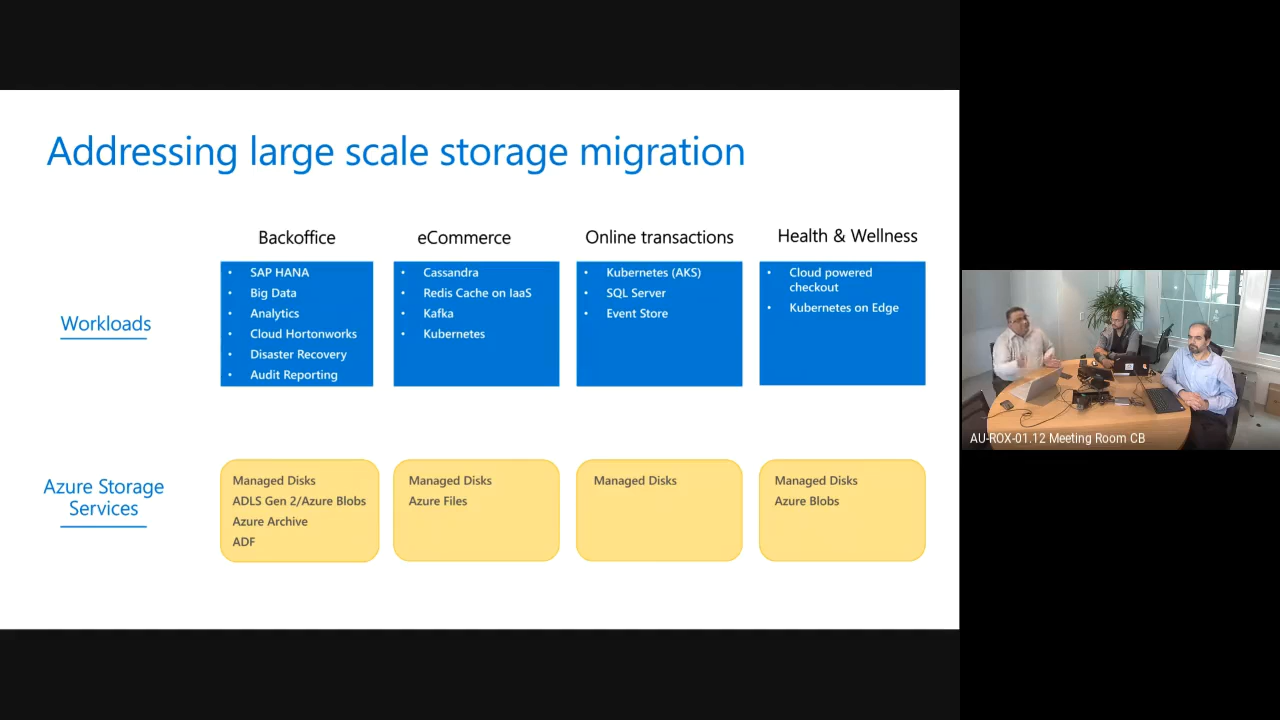 Addressing large scale storage migration
Backoffice
eCommerce
Online transactions
Health & Wellness
Workloads
• SAP HANA
• Big Data
• Analytics
• Cloud Hortonworks
• Disaster Recovery
• Audit Reporting
• Cassandra
• Redis Cache on IaaS
• Kafka
• Kubernetes
• Kubernetes (AKS)
• SQL Server
• Event Store
• Cloud powered
checkout
• Kubernetes on Edge
Azure Storage
Services
Managed Disks
ADLS Gen 2/Azure Blobs
Azure Archive
ADF
Managed Disks
Azure Files
Managed Disks
Managed Disks
Azure Blobs
AU-ROX-01.12 Meeting Room CB